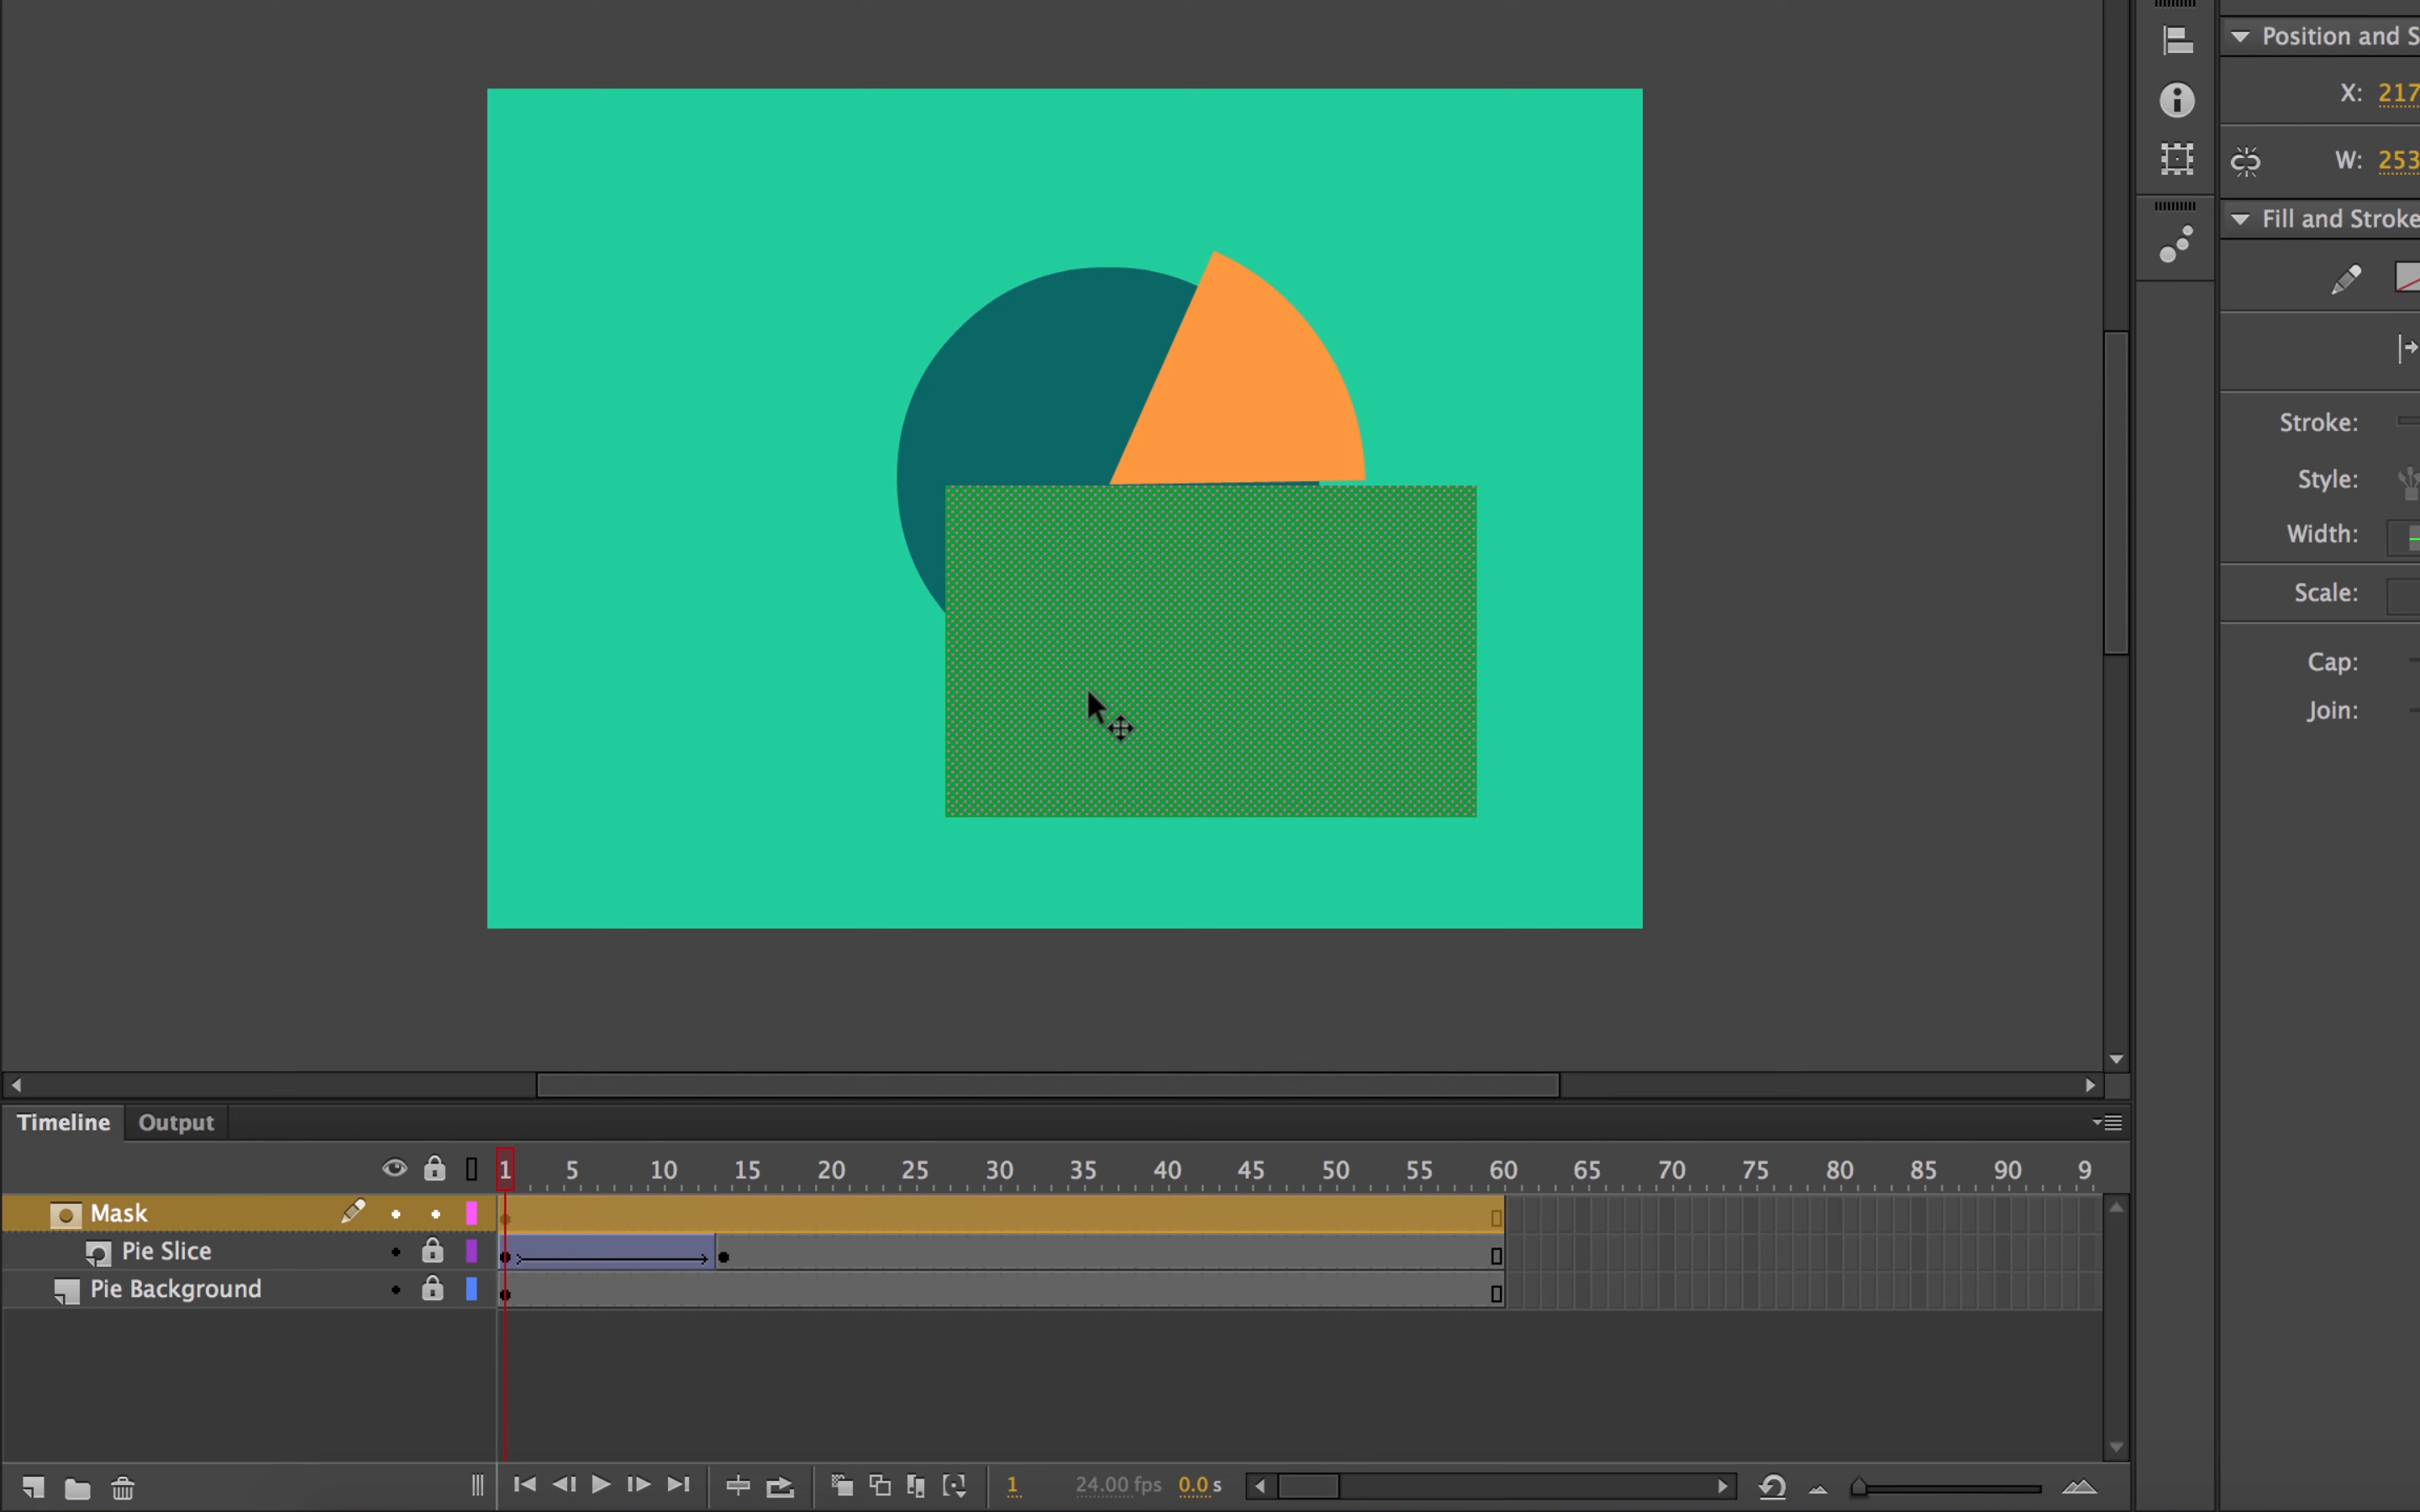 Position and S
X: 217
W: 253
Fill and Stroke
Stroke:
Style:
Width:
Scale:
Cap:
Join:
Timeline Output
1 5 10 15 20 25 30 35 40 45 50 55 60 65 70 75 80 85 90 9
Mask
Pie Slice
Pie Background
1 24.00 fps 0.0 s